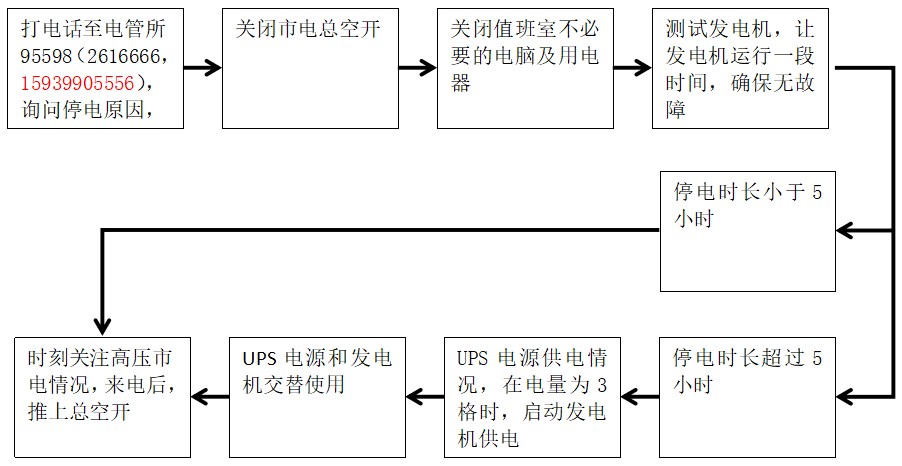 打电话至电管所
95598（2616666，
15939905556），
询问停电原因，
关闭市电总空开
关闭值班室不必
要的电脑及用电
器
测试发电机，让
发电机运行一段
时间，确保无故
障
停电时长小于 5
小时
时刻关注高压市
电情况，来电后，
推上总空开
UPS 电源和发电
机交替使用
UPS 电源供电情
况，在电量为 3
格时，启动发电
机供电
停电时长超过 5
小时